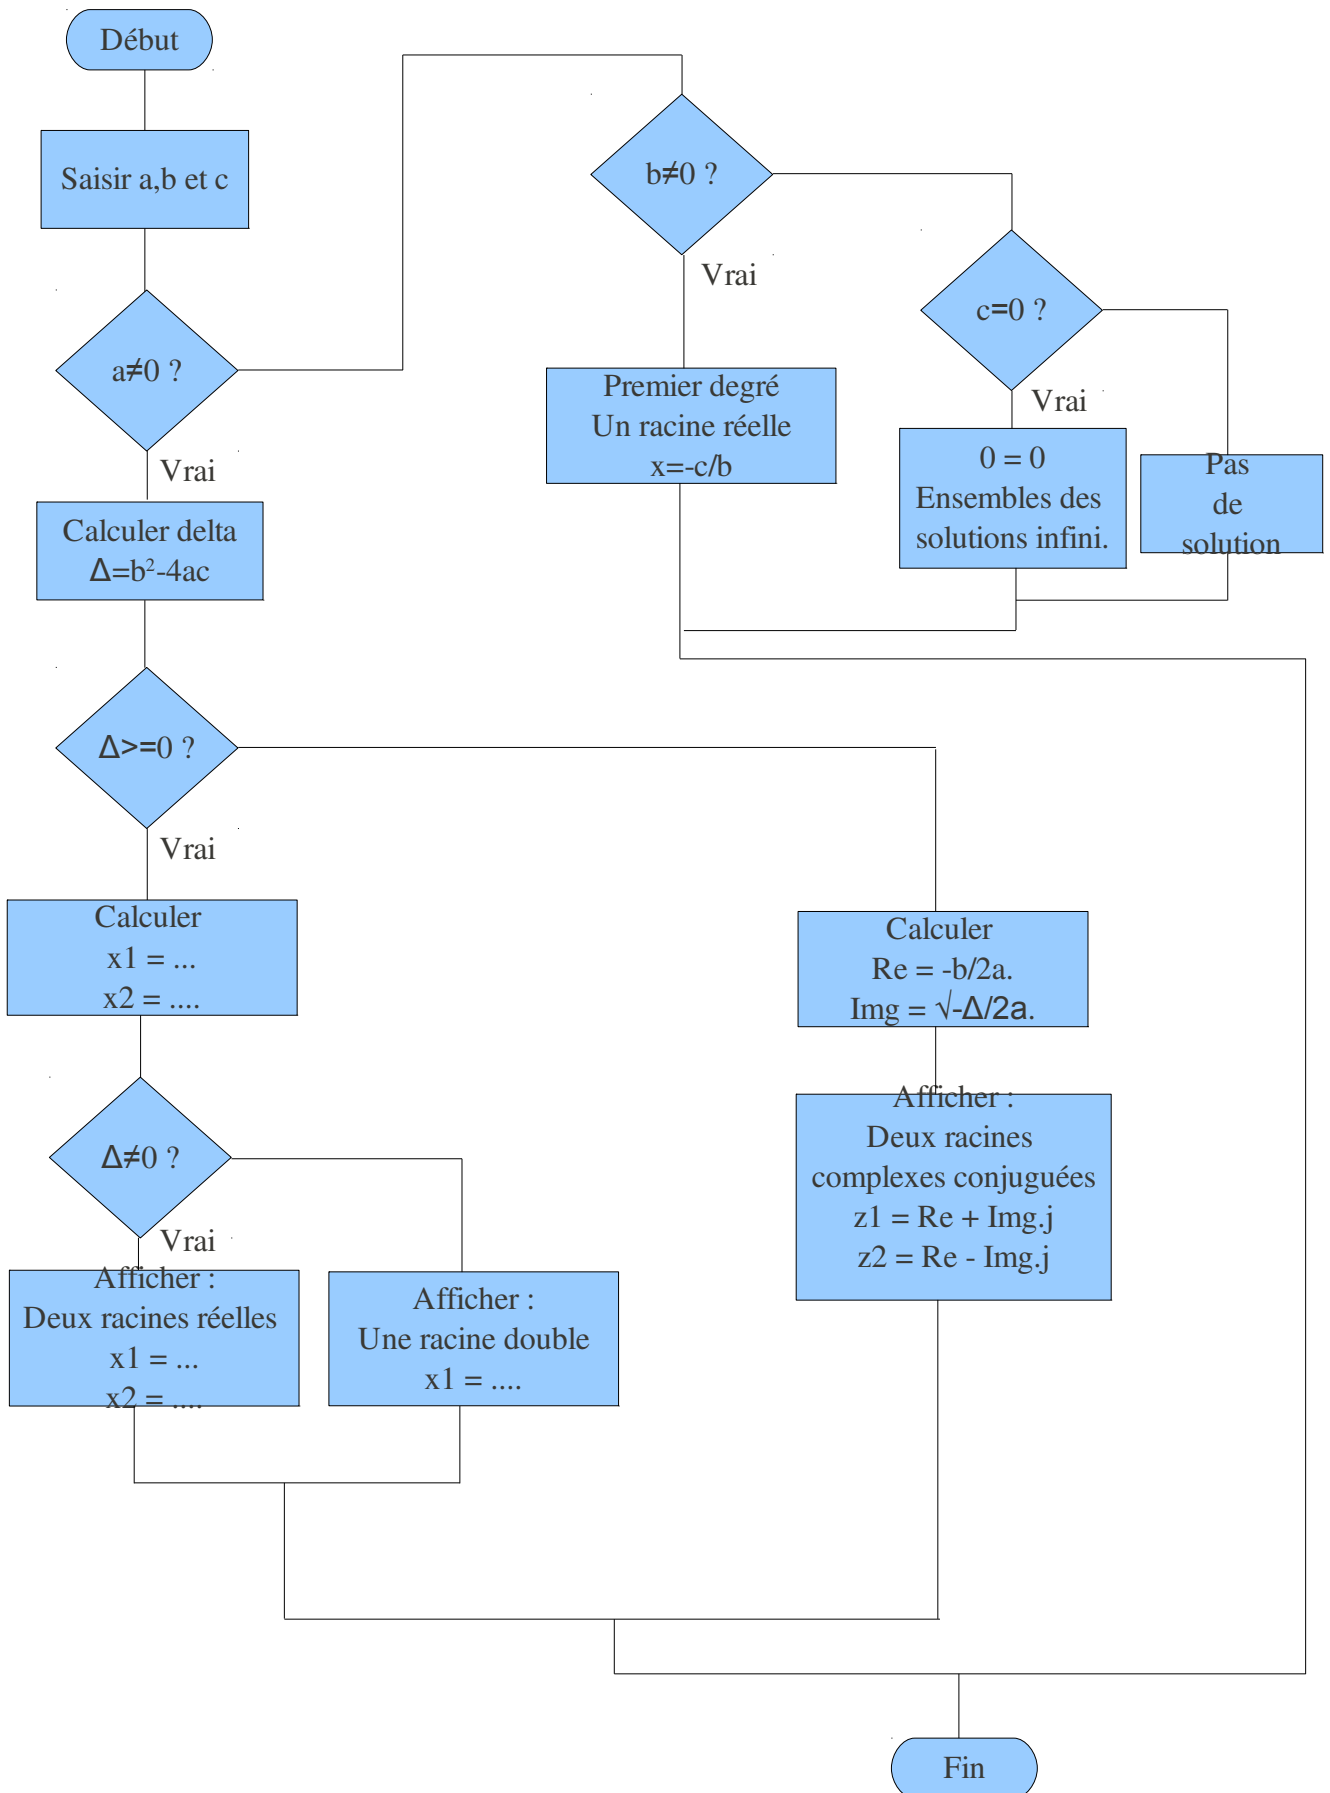 Début
Saisir a,b et c
a≠0 ?
Vrai
Calculer delta
Δ=b²-4ac
b≠0 ?
Vrai
Premier degré
Un racine réelle
x=-c/b
c=0 ?
Vrai
0 = 0
Ensembles des
solutions infini.
Pas
de
solution
Δ>=0 ?
Vrai
Calculer
x1 = ...
x2 = ....
Δ≠0 ?
Vrai
Afficher :
Deux racines réelles
x1 = ...
x2 = ....
Afficher :
Une racine double
x1 = ....
Calculer
Re = -b/2a.
Img = √-Δ/2a.
Afficher :
Deux racines
complexes conjuguées
z1 = Re + Img.j
z2 = Re - Img.j
Fin